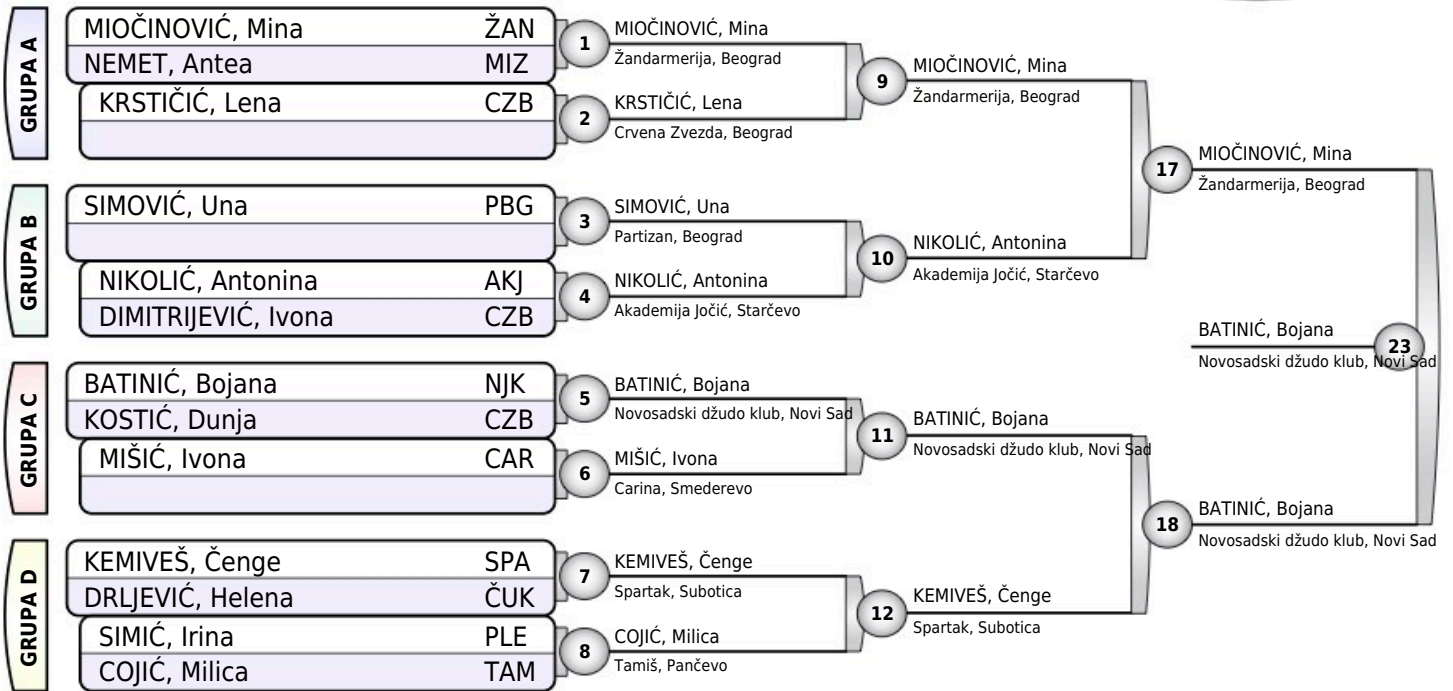 GRUPA A
MIOČINOVIĆ, Mina ŽAN
NEMET, Antea MIZ
KRSTIČIĆ, Lena CZB
1
MIOČINOVIĆ, Mina
Žandarmerija, Beograd
2
KRSTIČIĆ, Lena
Crvena Zvezda, Beograd
9
MIOČINOVIĆ, Mina
Žandarmerija, Beograd
GRUPA B
SIMOVIĆ, Una PBG
NIKOLIĆ, Antonina AKJ
DIMITRIJEVIĆ, Ivona CZB
3
SIMOVIĆ, Una
Partizan, Beograd
4
NIKOLIĆ, Antonina
Akademija Jočić, Starčevo
10
NIKOLIĆ, Antonina
Akademija Jočić, Starčevo
17
MIOČINOVIĆ, Mina
Žandarmerija, Beograd
GRUPA C
BATINIĆ, Bojana NJK
KOSTIĆ, Dunja CZB
MIŠIĆ, Ivona CAR
5
BATINIĆ, Bojana
Novosadski džudo klub, Novi Sad
6
MIŠIĆ, Ivona
Carina, Smederevo
11
BATINIĆ, Bojana
Novosadski džudo klub, Novi Sad
GRUPA D
KEMIVEŠ, Čenge SPA
DRLJEVIĆ, Helena ČUK
SIMIĆ, Irina PLE
COJIĆ, Milica TAM
7
KEMIVEŠ, Čenge
Spartak, Subotica
8
COJIĆ, Milica
Tamiš, Pančevo
12
KEMIVEŠ, Čenge
Spartak, Subotica
18
BATINIĆ, Bojana
Novosadski džudo klub, Novi Sad
23
BATINIĆ, Bojana
Novosadski džudo klub, Novi Sad